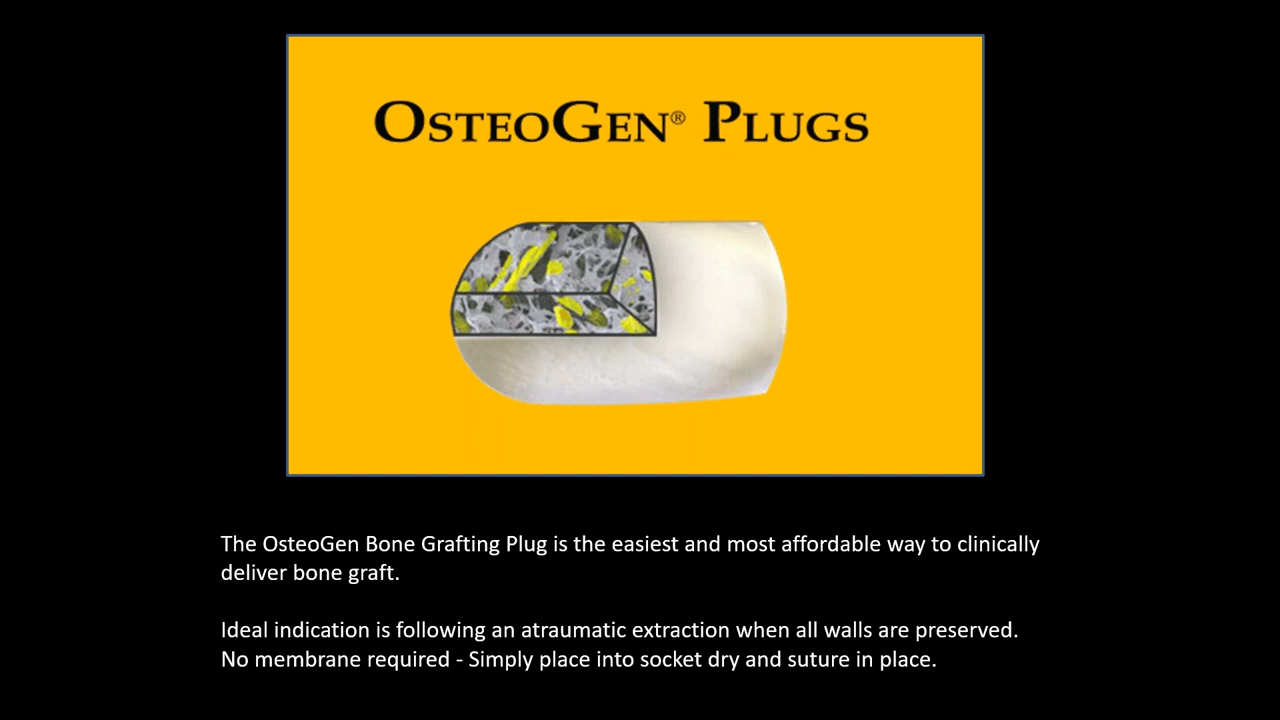 OsteoGen® Plugs
The OsteoGen Bone Grafting Plug is the easiest and most affordable way to clinically
deliver bone graft.
Ideal indication is following an atraumatic extraction when all walls are preserved.
No membrane required - Simply place into socket dry and suture in place.